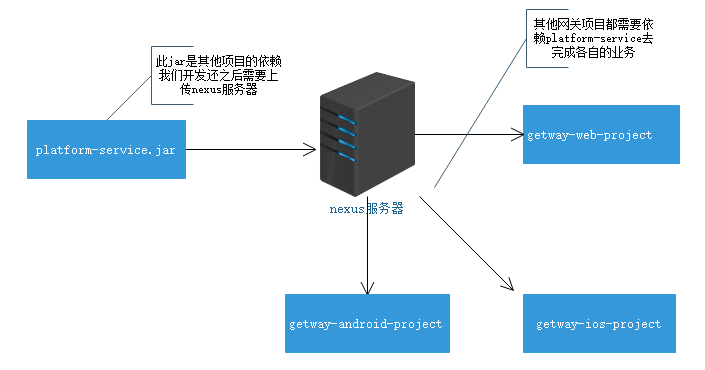 其他网关项目都需要依
赖platform-service去
完成各自的业务
此jar是其他项目的依赖
我们开发还之后需要上
传nexus服务器
platform-service.jar
getway-web-project
nexus服务器
getway-android-project
getway-ios-project